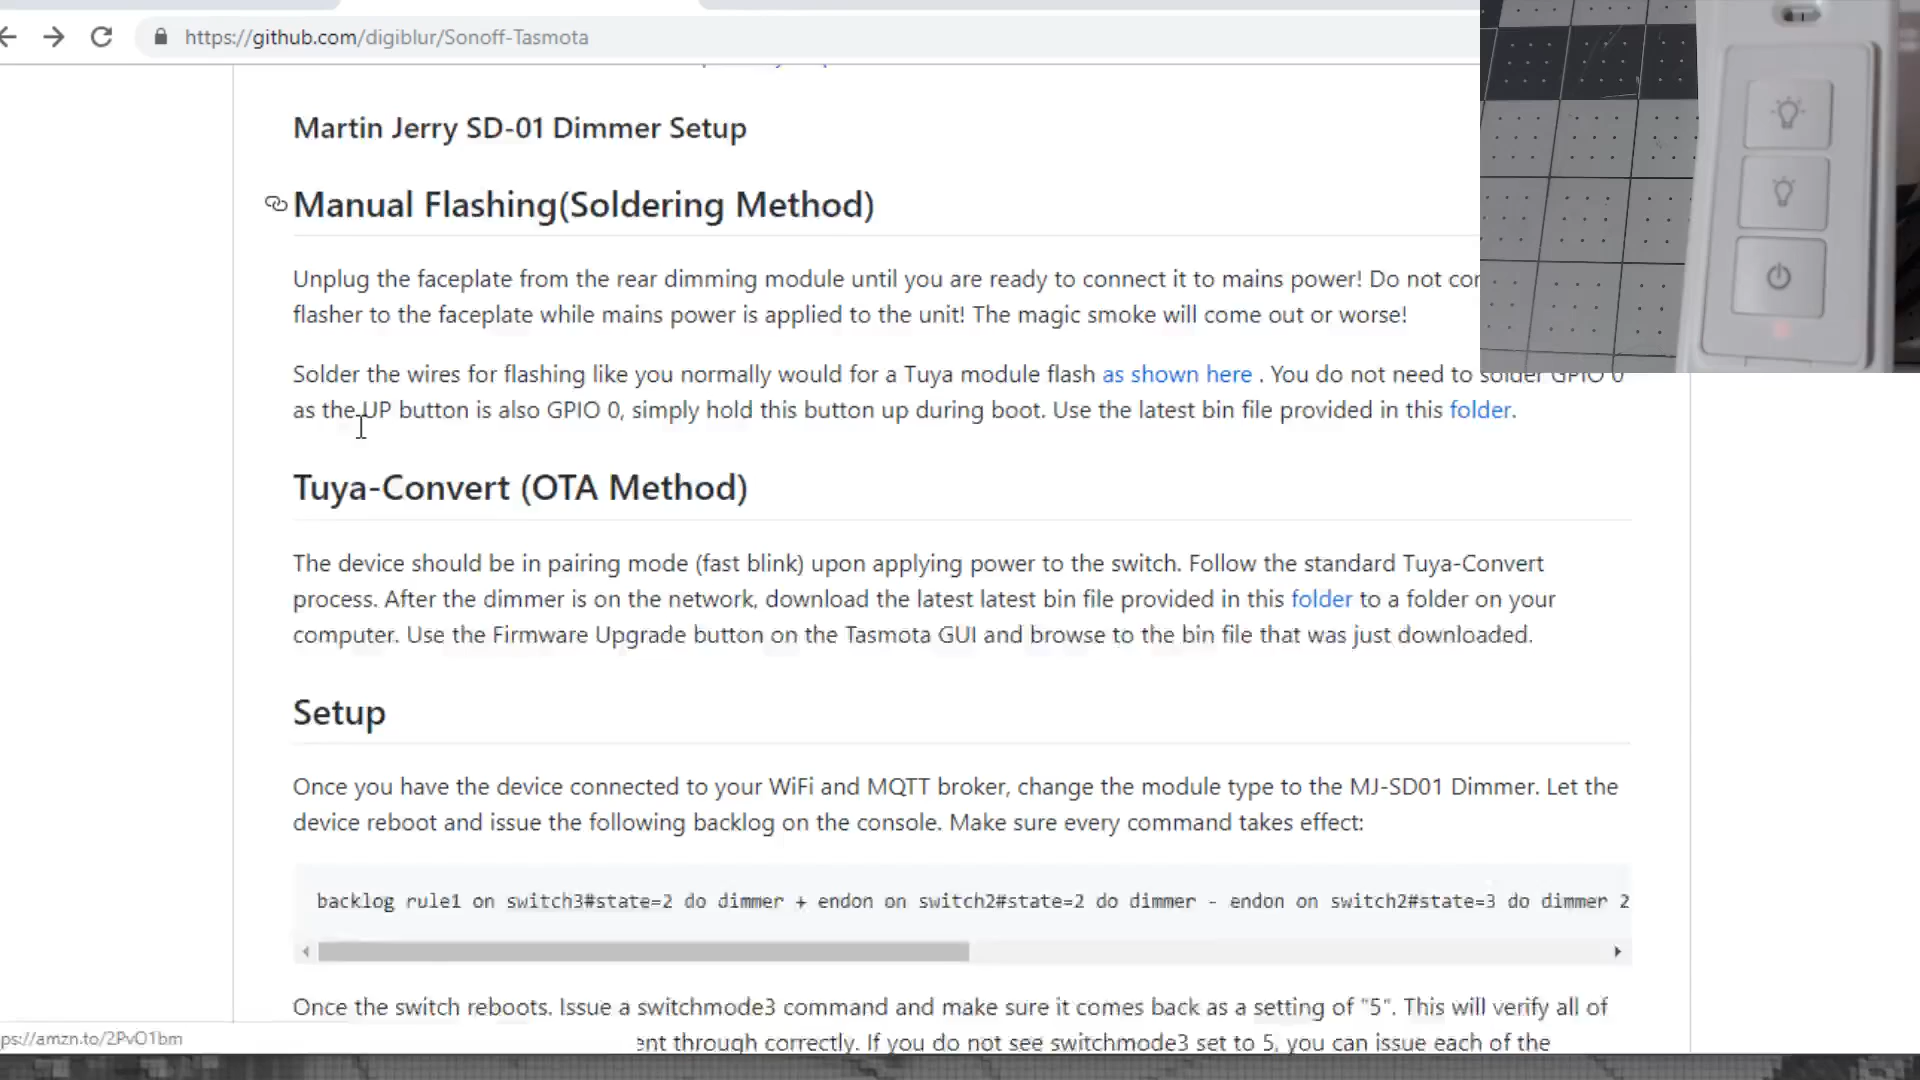 https://github.com/digiblur/Sonoff-Tasmota
Martin Jerry SD-01 Dimmer Setup
Manual Flashing(Soldering Method)
Unplug the faceplate from the rear dimming module until you are ready to connect it to mains power! Do not
flasher to the faceplate while mains power is applied to the unit! The magic smoke will come out or worse!
Solder the wires for flashing like you normally would for a Tuya module flash as shown here . You do not need to solder GPIO 0
as the UP button is also GPIO 0, simply hold this button up during boot. Use the latest bin file provided in this folder.
Tuya-Convert (OTA Method)
The device should be in pairing mode (fast blink) upon applying power to the switch. Follow the standard Tuya-Convert
process. After the dimmer is on the network, download the latest latest bin file provided in this folder to a folder on your
computer. Use the Firmware Upgrade button on the Tasmota GUI and browse to the bin file that was just downloaded.
Setup
Once you have the device connected to your WiFi and MQTT broker, change the module type to the MJ-SD01 Dimmer. Let the
device reboot and issue the following backlog on the console. Make sure every command takes effect:
backlog rule1 on switch3#state=2 do dimmer + endon on switch2#state=2 do dimmer - endon on switch2#state=3 do dimmer 2
Once the switch reboots. Issue a switchmode3 command and make sure it comes back as a setting of "5". This will verify all of
ps://amzn.to/2PvO1bm
ent through correctly. If you do not see switchmode3 set to 5, you can issue each of the